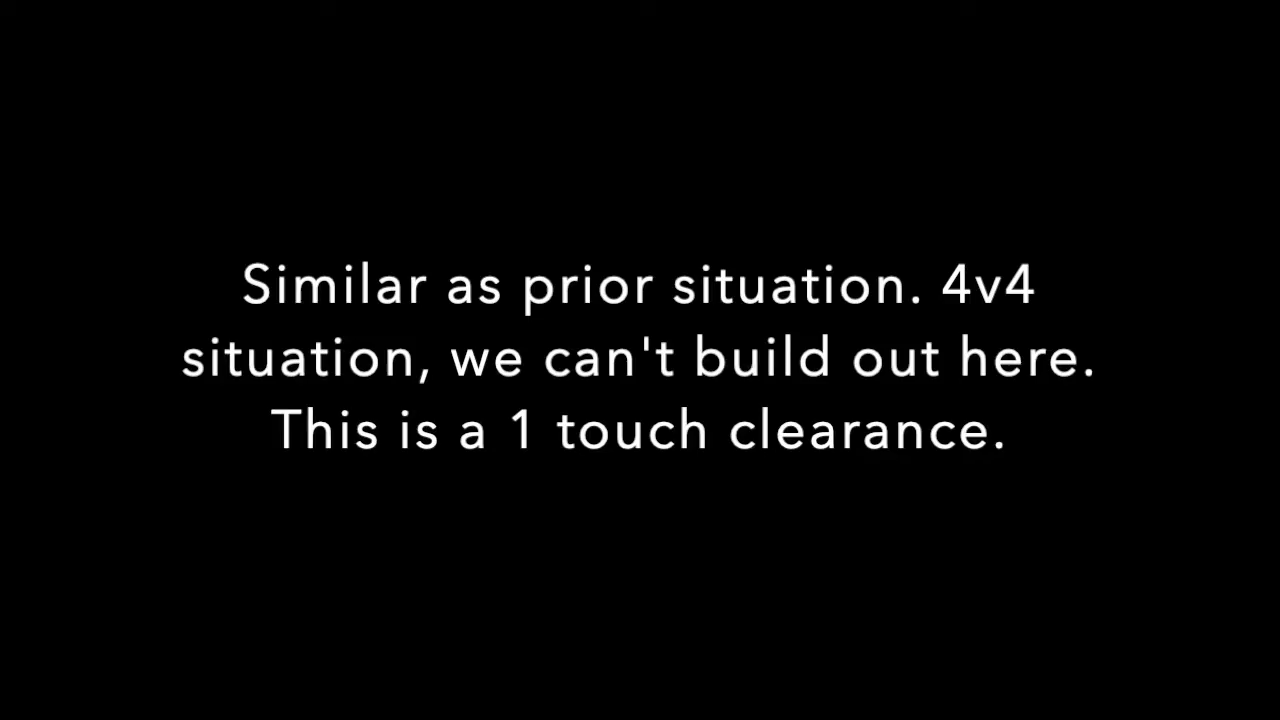 Similar as prior situation. 4v4
situation, we can't build out here.
This is a 1 touch clearance.